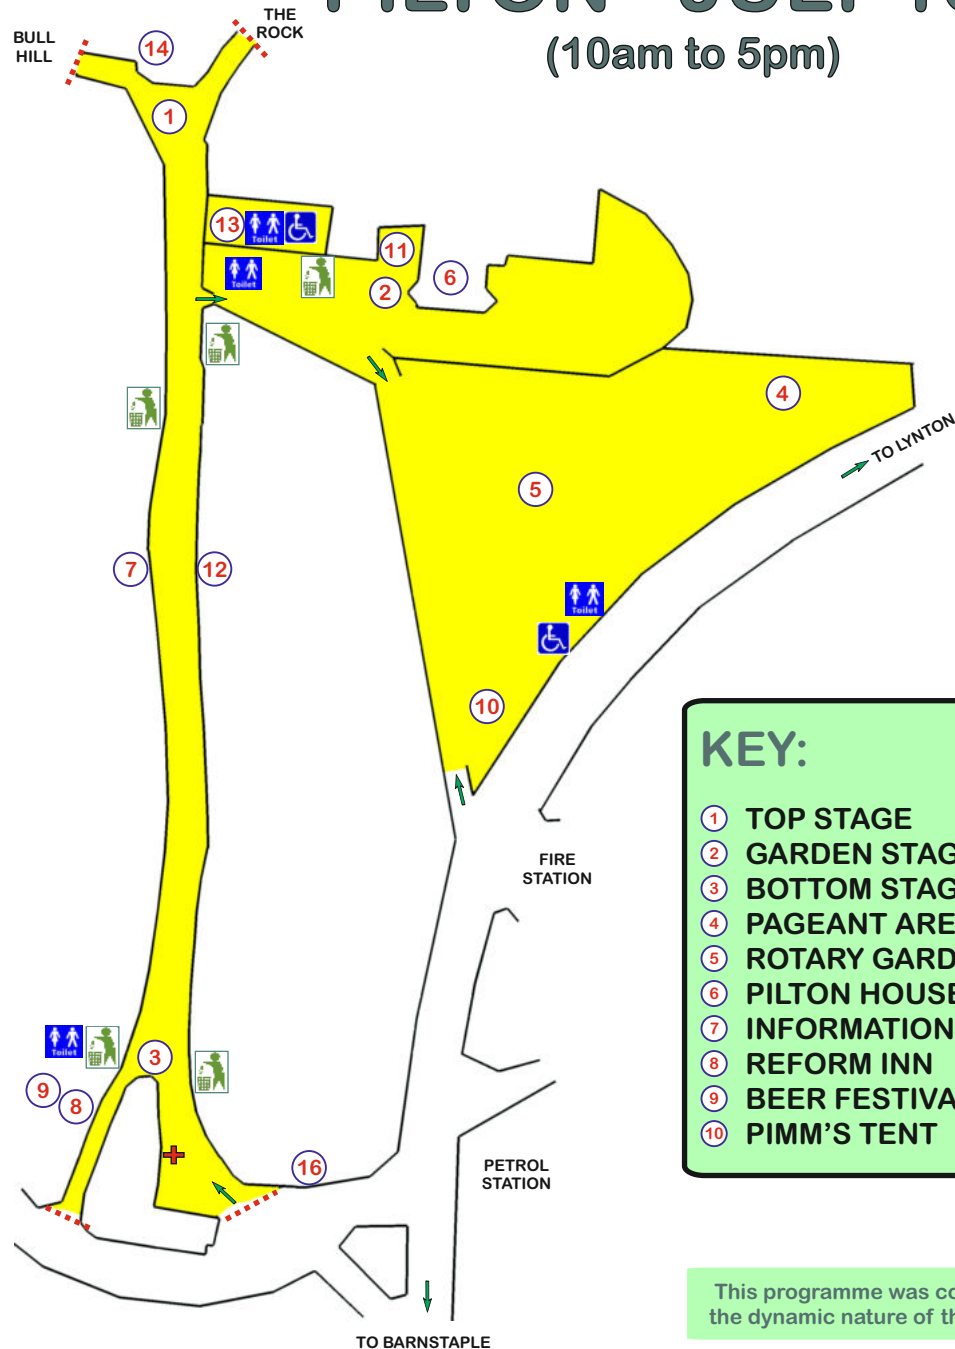 (10am to 5pm)
BULL
HILL
THE
ROCK
14
1
13
Toilet
11
6
2
Toilet
4
TO LYNTON
5
7
12
Toilet
10
FIRE
STATION
Toilet
3
9
8
16
PETROL
STATION
TO BARNSTAPLE
KEY:
1 TOP STAGE
2 GARDEN STAG
3 BOTTOM STAG
4 PAGEANT ARE
5 ROTARY GARD
6 PILTON HOUSE
7 INFORMATION
8 REFORM INN
9 BEER FESTIVA
10 PIMM'S TENT
This programme was co
the dynamic nature of th